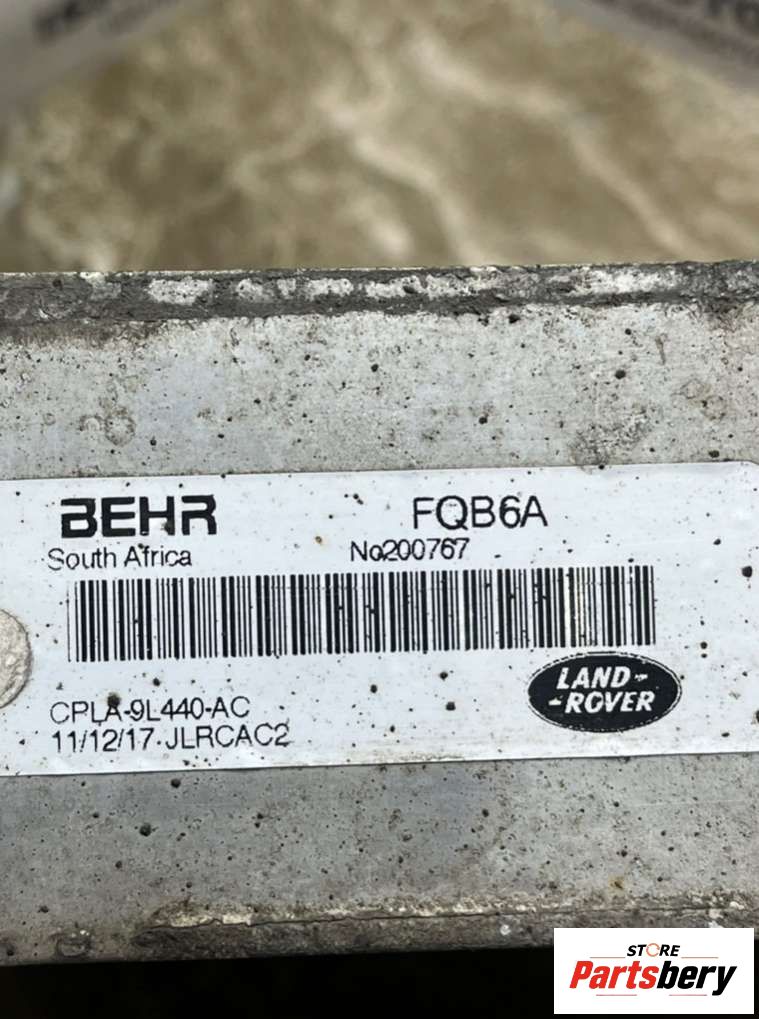 BEHR
FQB6A
South Africa
No200767
CPLA-9L440-AC
11/12/17 JLRCAC2
LAND-
-ROVER
STORE
Partsbery